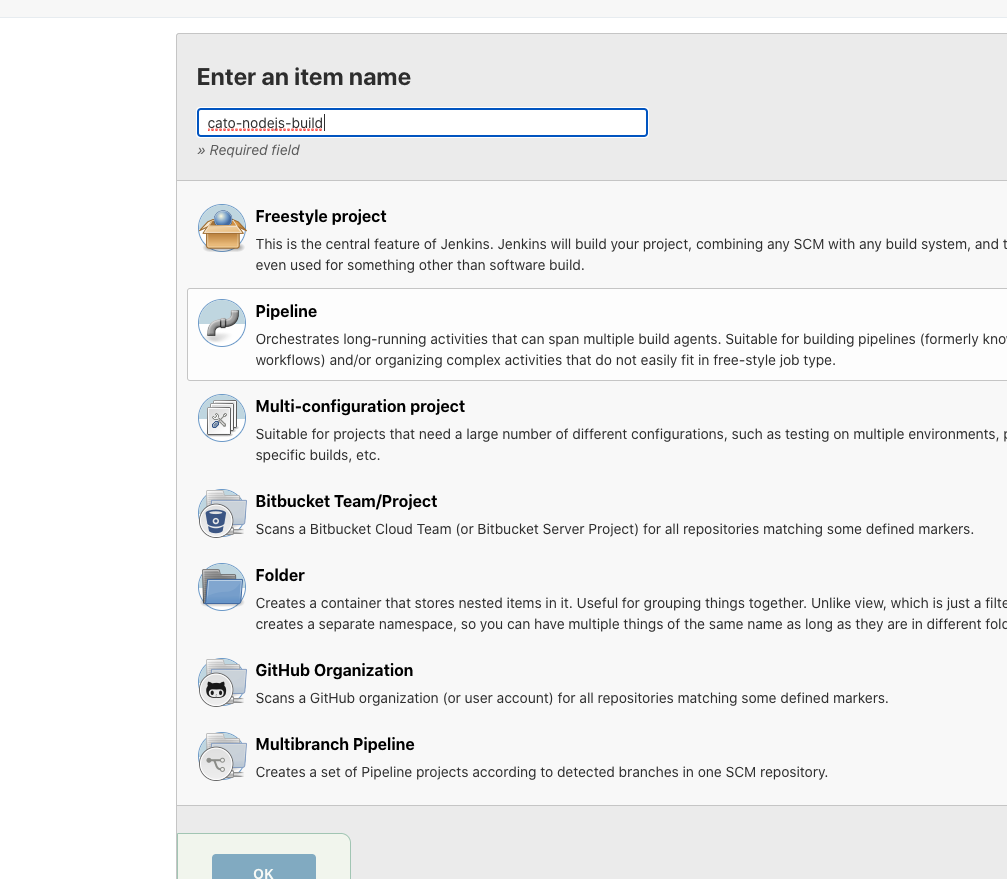 Enter an item name
cato-nodejs-build
» Required field
Freestyle project
This is the central feature of Jenkins. Jenkins will build your project, combining any SCM with any build system, and
even used for something other than software build.
Pipeline
Orchestrates long-running activities that can span multiple build agents. Suitable for building pipelines (formerly
workflows) and/or organizing complex activities that do not easily fit in free-style job type.
Multi-configuration project
Suitable for projects that need a large number of different configurations, such as testing on multiple environments,
specific builds, etc.
Bitbucket Team/Project
Scans a Bitbucket Cloud Team (or Bitbucket Server Project) for all repositories matching some defined markers.
Folder
Creates a container that stores nested items in it. Useful for grouping things together. Unlike view, which is just a
creates a separate namespace, so you can have multiple things of the same name as long as they are in different
GitHub Organization
Scans a GitHub organization (or user account) for all repositories matching some defined markers.
Multibranch Pipeline
Creates a set of Pipeline projects according to detected branches in one SCM repository.
OK